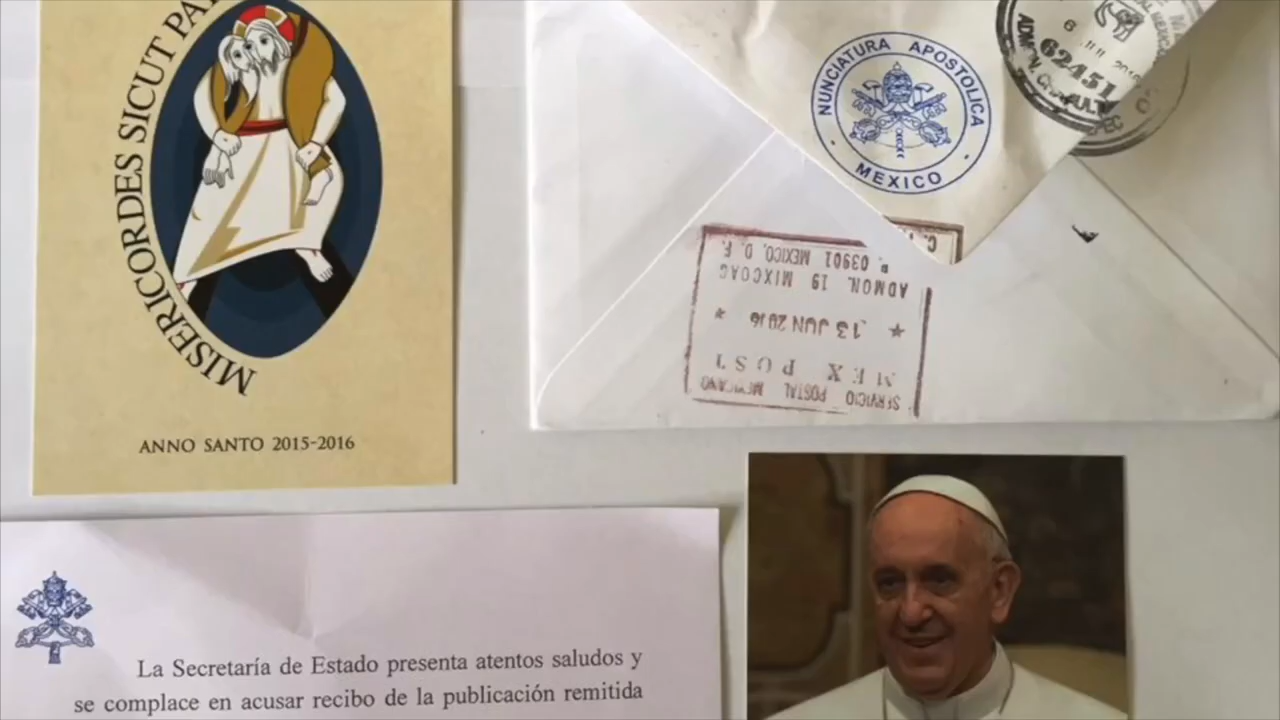 MISERICORDES SICUT PA
ANNO SANTO 2015-2016
NUNCIATURA APOSTOLICA
MEXICO
62451
SERVICIO POSTAL MEXICANO
MEX POST
★ 13 JUN 2016 ★
ADMON. 19 MIXCOAC
03901 MEXICO, D. F.
La Secretaría de Estado presenta atentos saludos y
se complace en acusar recibo de la publicación remitida